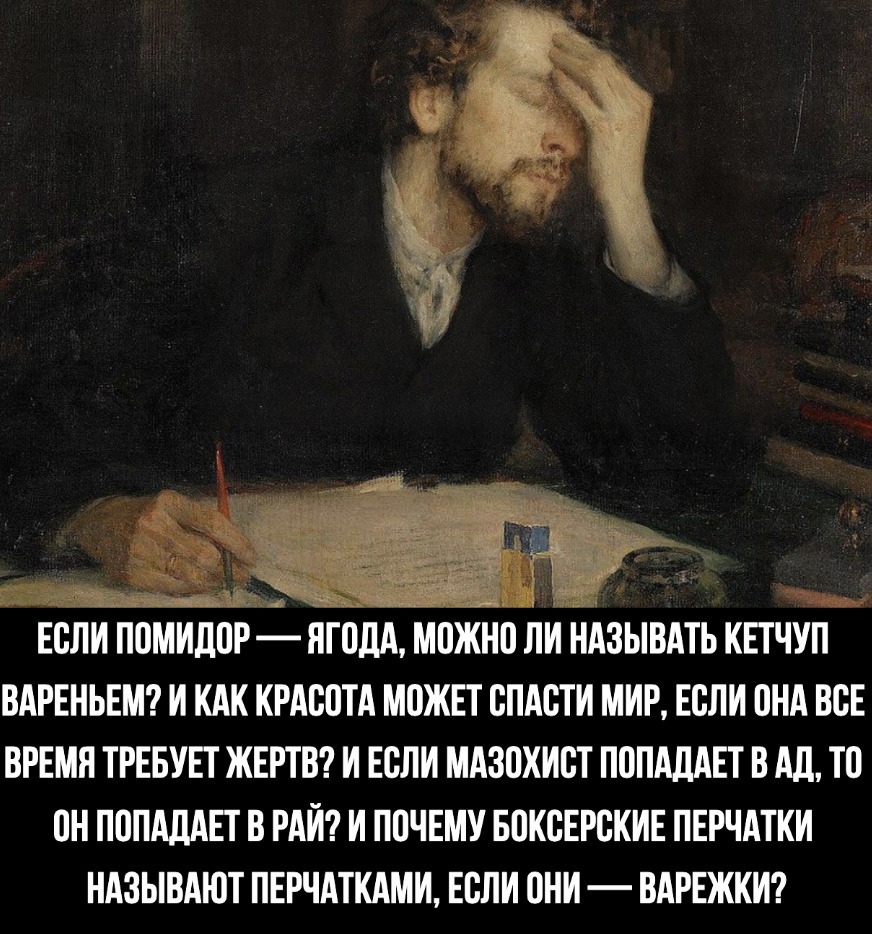 ЕСЛИ ПОМИДОР — ЯГОДА, МОЖНО ЛИ НАЗЫВАТЬ КЕТЧУП
ВАРЕНЬЕМ? И КАК КРАСОТА МОЖЕТ СПАСТИ МИР, ЕСЛИ ОНА ВСЕ
ВРЕМЯ ТРЕБУЕТ ЖЕРТВ? И ЕСЛИ МАЗОХИСТ ПОПАДАЕТ В АД, ТО
ОН ПОПАДАЕТ В РАЙ? И ПОЧЕМУ БОКСЕРСКИЕ ПЕРЧАТКИ
НАЗЫВАЮТ ПЕРЧАТКАМИ, ЕСЛИ ОНИ — ВАРЕЖКИ?